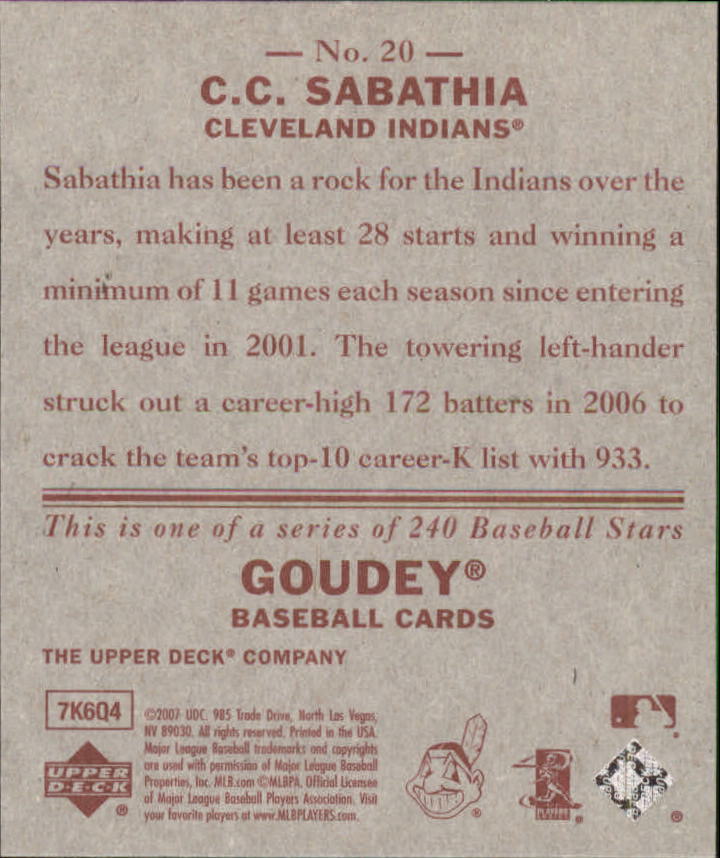 — No. 20 —
C.C. SABATHIA
CLEVELAND INDIANS®
Sabathia has been a rock for the Indians over the
years, making at least 28 starts and winning a
minimum of 11 games each season since entering
the league in 2001. The towering left-hander
struck out a career-high 172 batters in 2006 to
crack the team's top-10 career-K list with 933.
This is one of a series of 240 Baseball Stars
GOUDEY®
BASEBALL CARDS
THE UPPER DECK® COMPANY
7K6Q4
©2007 UDC. 985 Trade Drive, North Las Vegas,
NV 89030. All rights reserved. Printed in the USA.
Major League Baseball trademarks and copyrights
are used with permission of Major League Baseball
Properties, Inc. MLB.com ©MLBPA. Official Licensee
of Major League Baseball Players Association. Visit
your favorite players at www.MLBPLAYERS.com.
UPPER
D·E·C·K
®
®
®
®